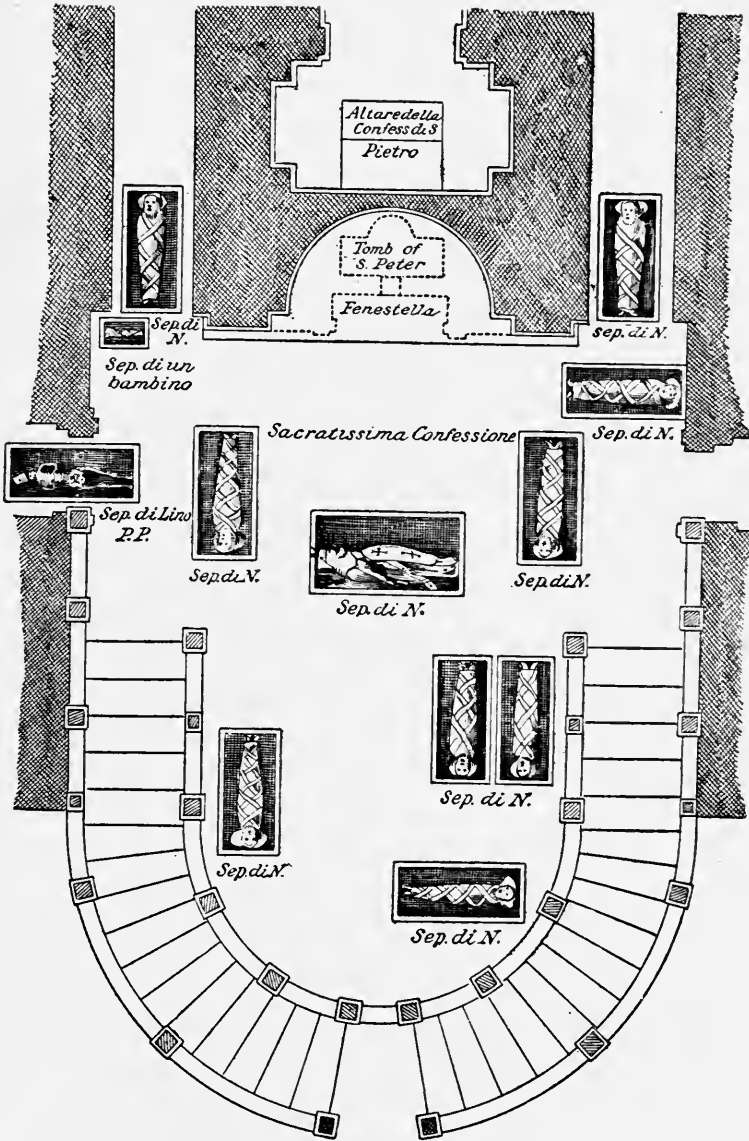 Altare della
Confess di S
Pietro
Tomb of
S. Peter
Fenestella
Sep. di
N.
Sep. di N.
Sep. di un
bambino
Sep. di N.
Sacratissima Confessione
Sep. di Lino
P.P.
Sep. di N.
Sep. di N.
Sep. di N.
Sep. di N.
Sep. di N.
Sep. di N.